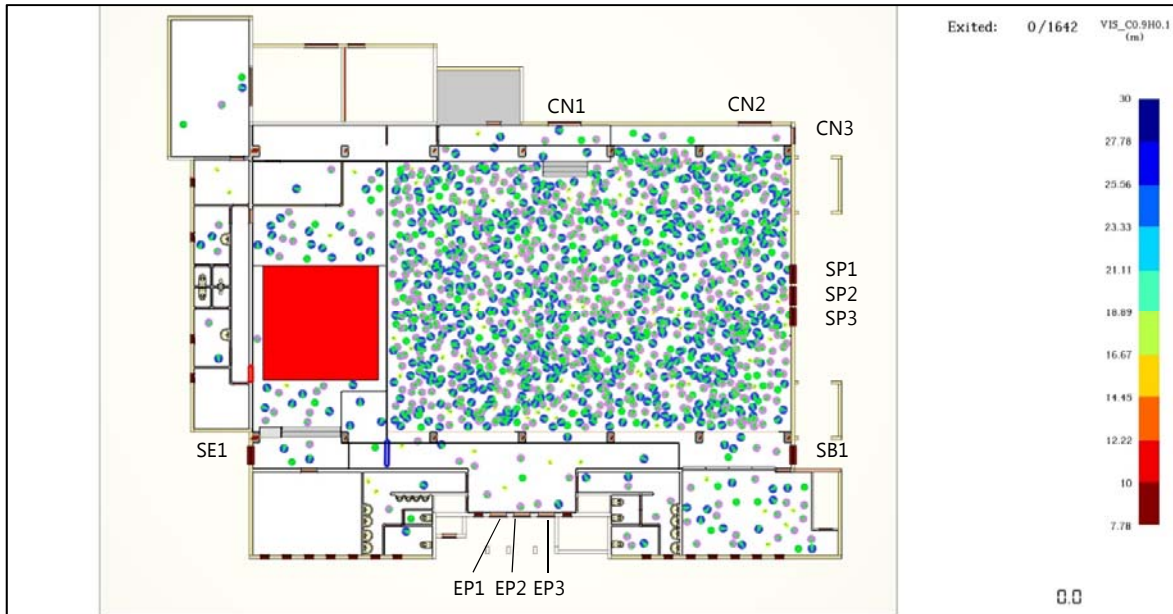 Exited: 0/1642 VIS_C0.9H0.1
(m)
CN1 CN2
CN3
30
27.78
25.56
23.33
21.11
18.89
16.67
14.45
12.22
10
7.78
SP1
SP2
SP3
SE1 SB1
EP1 EP2 EP3
0.0